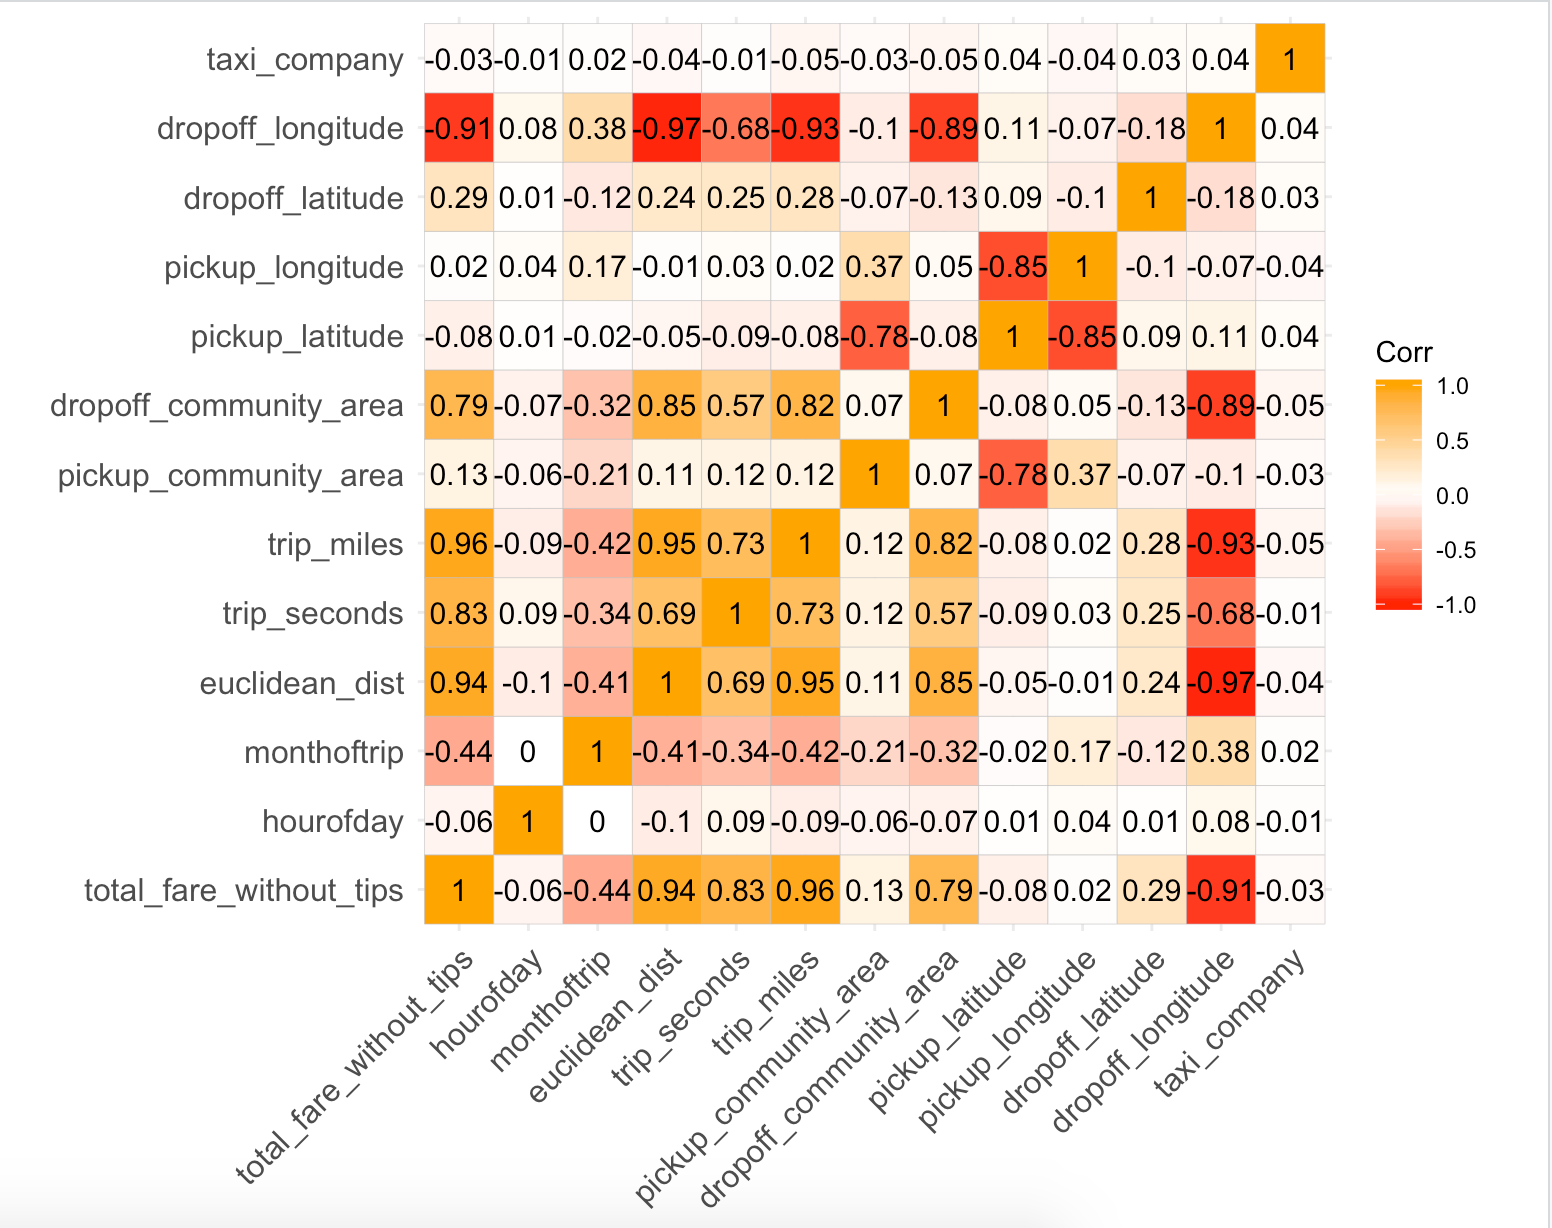 taxi_company -0.03 -0.01 0.02 -0.04 -0.01 -0.05 -0.03 -0.05 0.04 -0.04 0.03 0.04 1
dropoff_longitude -0.91 0.08 0.38 -0.97 -0.68 -0.93 -0.1 -0.89 0.11 -0.07 -0.18 1 0.04
dropoff_latitude 0.29 0.01 -0.12 0.24 0.25 0.28 -0.07 -0.13 0.09 -0.1 1 -0.18 0.03
pickup_longitude 0.02 0.04 0.17 -0.01 0.03 0.02 0.37 0.05 -0.85 1 -0.1 -0.07 -0.04
pickup_latitude -0.08 0.01 -0.02 -0.05 -0.09 -0.08 -0.78 -0.08 1 -0.85 0.09 0.11 0.04
dropoff_community_area 0.79 -0.07 -0.32 0.85 0.57 0.82 0.07 1 -0.08 0.05 -0.13 -0.89 -0.05
pickup_community_area 0.13 -0.06 -0.21 0.11 0.12 0.12 1 0.07 -0.78 0.37 -0.07 -0.1 -0.03
trip_miles 0.96 -0.09 -0.42 0.95 0.73 1 0.12 0.82 -0.08 0.02 0.28 -0.93 -0.05
trip_seconds 0.83 0.09 -0.34 0.69 1 0.73 0.12 0.57 -0.09 0.03 0.25 -0.68 -0.01
euclidean_dist 0.94 -0.1 -0.41 1 0.69 0.95 0.11 0.85 -0.05 -0.01 0.24 -0.97 -0.04
monthoftrip -0.44 0 1 -0.41 -0.34 -0.42 -0.21 -0.32 -0.02 0.17 -0.12 0.38 0.02
hourofday -0.06 1 0 -0.1 0.09 -0.09 -0.06 -0.07 0.01 0.04 0.01 0.08 -0.01
total_fare_without_tips 1 -0.06 -0.44 0.94 0.83 0.96 0.13 0.79 -0.08 0.02 0.29 -0.91 -0.03
total_fare_without_tips
hourofday
monthoftrip
euclidean_dist
trip_seconds
trip_miles
pickup_community_area
dropoff_community_area
pickup_latitude
pickup_longitude
dropoff_latitude
dropoff_longitude
taxi_company
Corr
1.0
0.5
0.0
-0.5
-1.0